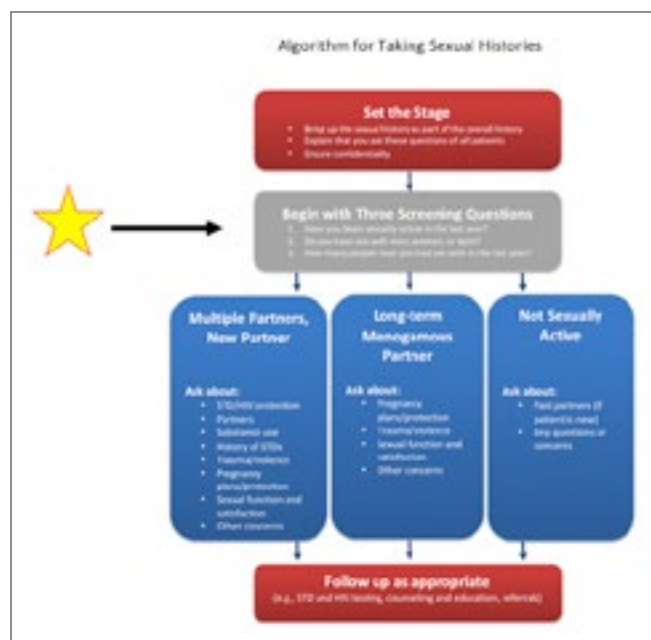 Algorithm for Taking Sexual Histories
Set the Stage
• Bring up the sexual history as part of the overall history
• Explain that you ask these questions of all patients
• Ensure confidentiality
Begin with Three Screening Questions
1. Have you been sexually active in the last year?
2. Do you have sex with men, women, or both?
3. How many people have you had sex with in the last year?
Multiple Partners,
New Partner
Ask about:
• STD/HIV protection
• Partners
• Substance use
• History of STDs
• Trauma/violence
• Pregnancy
plans/protection
• Sexual function and
satisfaction
• Other concerns
Long-term
Monogamous
Partner
Ask about:
• Pregnancy
plans/protection
• Trauma/violence
• Sexual function and
satisfaction
• Other concerns
Not Sexually
Active
Ask about:
• Past partners (if
patient is new)
• Any questions or
concerns
Follow up as appropriate
(e.g., STD and HIV testing, counseling and education, referrals)